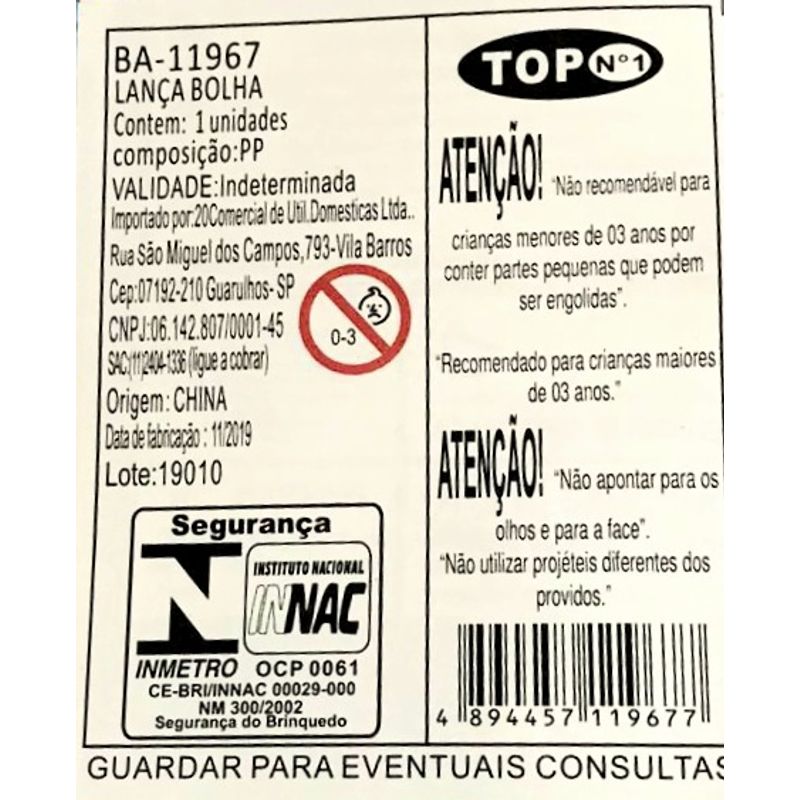 BA-11967
LANÇA BOLHA
Contem: 1 unidades
composição:PP
VALIDADE:Indeterminada
Importado por:20Comercial de Util.Domesticas Ltda..
Rua São Miguel dos Campos,793-Vila Barros
Cep:07192-210 Guarulhos- SP
CNPJ:06.142.807/0001-45
SAC:(11)2404-1336 (ligue a cobrar)
Origem: CHINA
Data de fabricação : 11/2019
Lote:19010
0-3
Segurança
INSTITUTO NACIONAL
INNAC
INMETRO OCP 0061
CE-BRI/INNAC 00029-000
NM 300/2002
Segurança do Brinquedo
TOP Nº1
ATENÇÃO! "Não recomendável para
crianças menores de 03 anos por
conter partes pequenas que podem
ser engolidas".
"Recomendado para crianças maiores
de 03 anos."
ATENÇÃO! "Não apontar para os
olhos e para a face".
"Não utilizar projéteis diferentes dos
providos."
4 894457 119677
GUARDAR PARA EVENTUAIS CONSULTAS